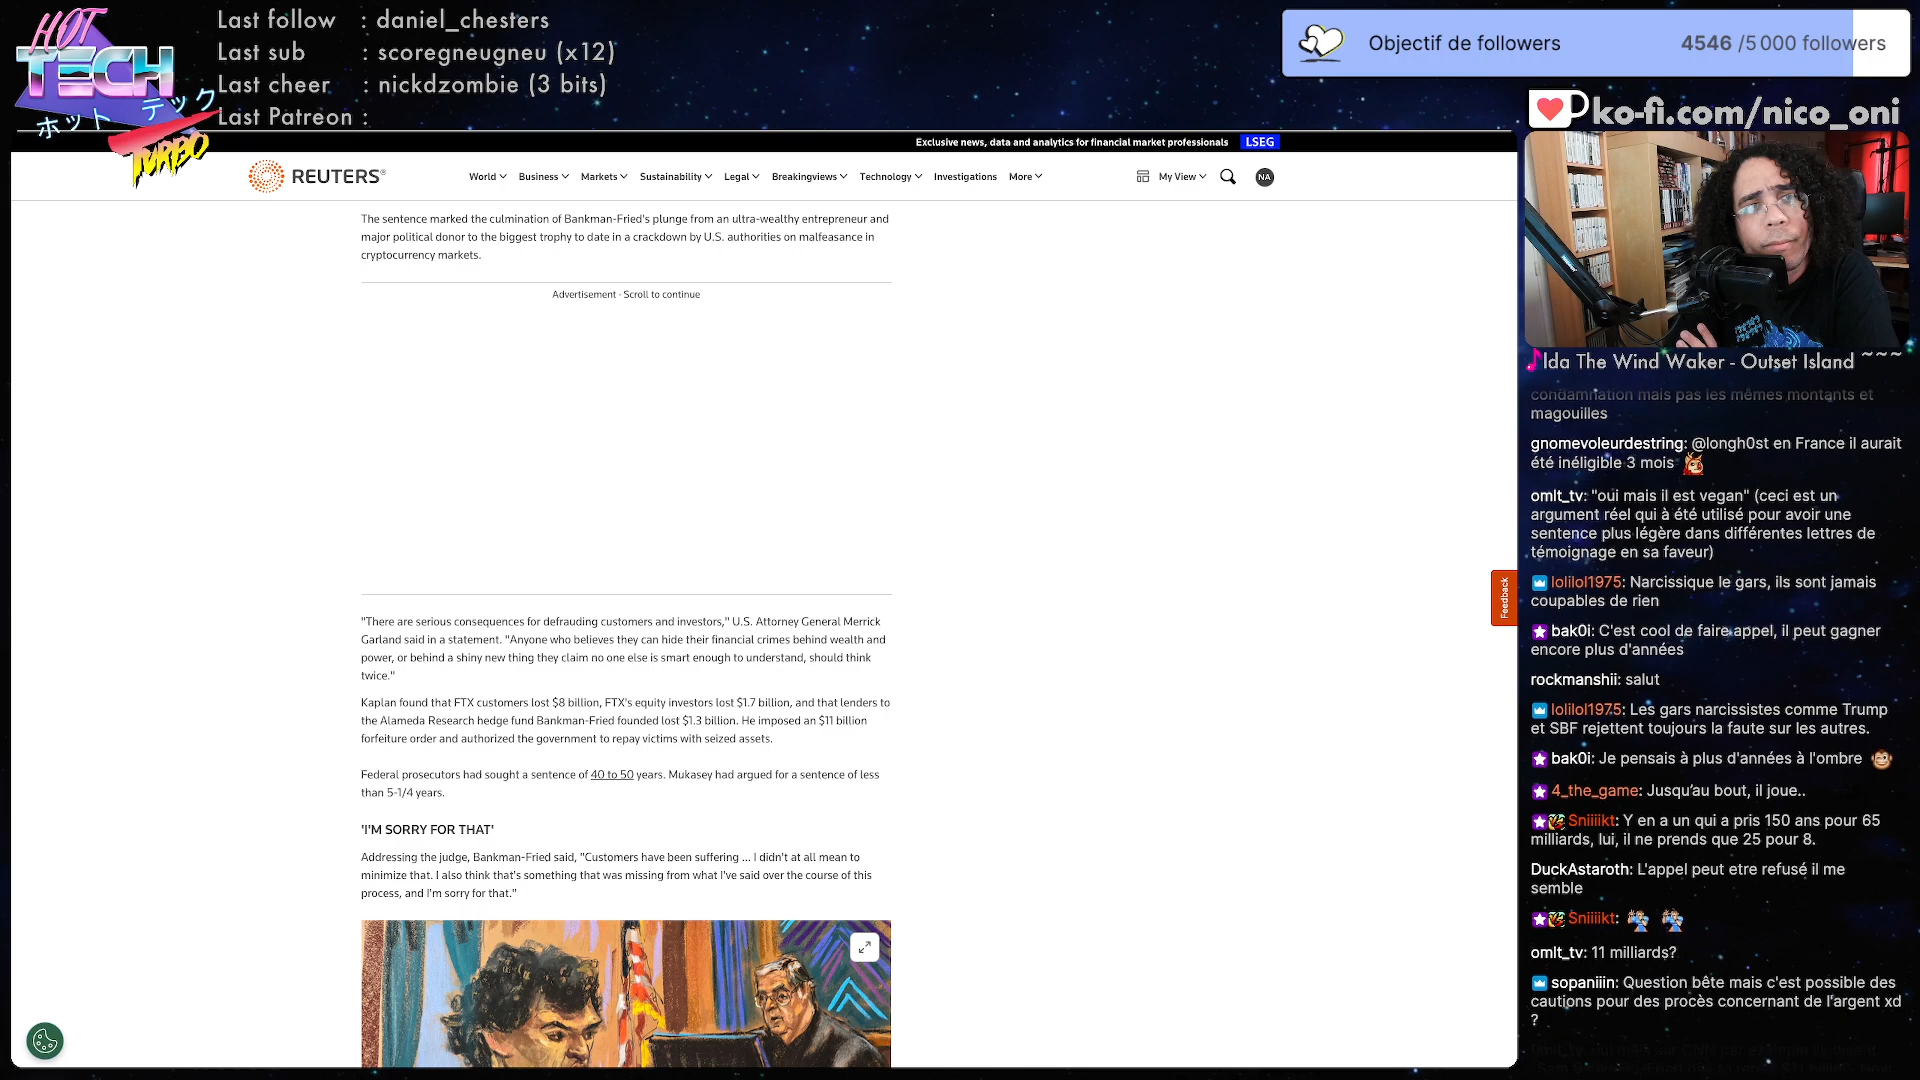 HOT
TECH
ホット テック
TURBO
Last follow : daniel_chesters
Last sub : scoregneugneu (x12)
Last cheer : nickdzombie (3 bits)
Last Patreon :
Objectif de followers 4546 /5 000 followers
ko-fi.com/nico_oni
Exclusive news, data and analytics for financial market professionals LSEG
REUTERS®
World Business Markets Sustainability Legal Breakingviews Technology Investigations More My View NA
The sentence marked the culmination of Bankman-Fried's plunge from an ultra-wealthy entrepreneur and
major political donor to the biggest trophy to date in a crackdown by U.S. authorities on malfeasance in
cryptocurrency markets.
Advertisement · Scroll to continue
"There are serious consequences for defrauding customers and investors," U.S. Attorney General Merrick
Garland said in a statement. "Anyone who believes they can hide their financial crimes behind wealth and
power, or behind a shiny new thing they claim no one else is smart enough to understand, should think
twice."
Kaplan found that FTX customers lost $8 billion, FTX's equity investors lost $1.7 billion, and that lenders to
the Alameda Research hedge fund Bankman-Fried founded lost $1.3 billion. He imposed an $11 billion
forfeiture order and authorized the government to repay victims with seized assets.
Federal prosecutors had sought a sentence of 40 to 50 years. Mukasey had argued for a sentence of less
than 5-1/4 years.
'I'M SORRY FOR THAT'
Addressing the judge, Bankman-Fried said, "Customers have been suffering ... I didn't at all mean to
minimize that. I also think that's something that was missing from what I've said over the course of this
process, and I'm sorry for that."
Feedback
lda The Wind Waker - Outset Island ~~~
condamnation mais pas les mêmes montants et
magouilles
gnomevoleurdestring: @longh0st en France il aurait
été inéligible 3 mois
omlt_tv: "oui mais il est vegan" (ceci est un
argument réel qui à été utilisé pour avoir une
sentence plus légère dans différentes lettres de
témoignage en sa faveur)
lolilol1975: Narcissique le gars, ils sont jamais
coupables de rien
bak0i: C'est cool de faire appel, il peut gagner
encore plus d'années
rockmanshii: salut
lolilol1975: Les gars narcissistes comme Trump
et SBF rejettent toujours la faute sur les autres.
bak0i: Je pensais à plus d'années à l'ombre
4_the_game: Jusqu'au bout, il joue..
Sniiiikt: Y en a un qui a pris 150 ans pour 65
milliards, lui, il ne prends que 25 pour 8.
DuckAstaroth: L'appel peut etre refusé il me
semble
Sniiiikt:
omlt_tv: 11 milliards?
sopaniiin: Question bête mais c'est possible des
cautions pour des procès concernant de l'argent xd
?